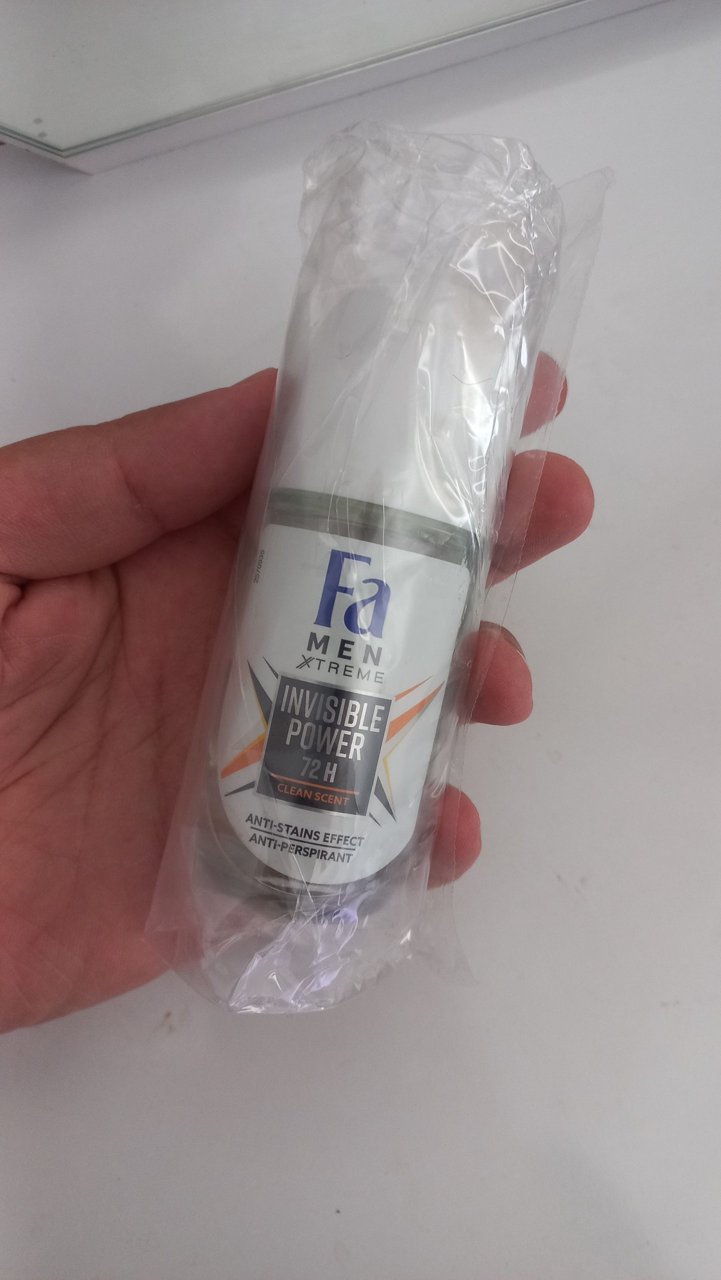 Fa
MEN
XTREME
INVISIBLE
POWER
72 H
CLEAN SCENT
ANTI-STAINS EFFECT
ANTI-PERSPIRANT